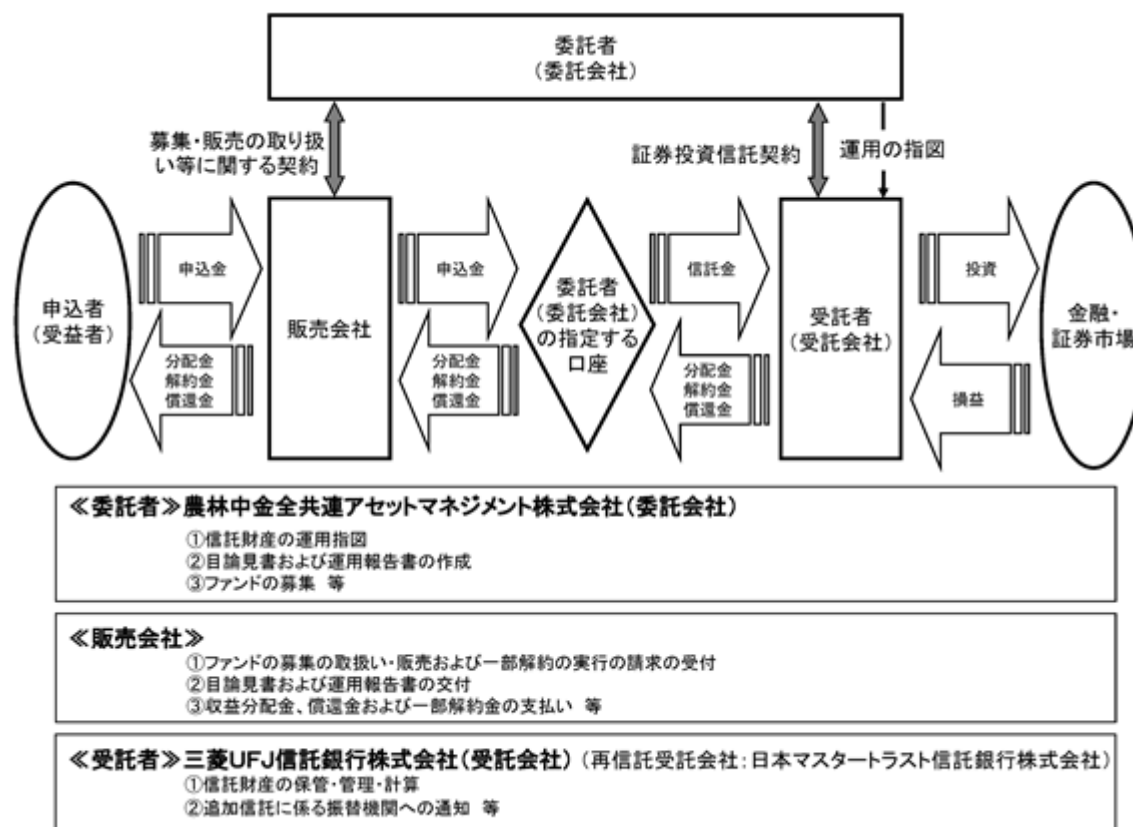 委託者
(委託会社)
募集・販売の取り扱
い等に関する契約
証券投資信託契約
運用の指図
申込金
申込金
信託金
投資
申込者
(受益者)
販売会社
委託者
(委託会社)
の指定する
口座
受託者
(受託会社)
金融・
証券市場
分配金
解約金
償還金
分配金
解約金
償還金
分配金
解約金
償還金
損益
≪委託者≫農林中金全共連アセットマネジメント株式会社(委託会社)
①信託財産の運用指図
②目論見書および運用報告書の作成
③ファンドの募集 等
≪販売会社≫
①ファンドの募集の取扱い・販売および一部解約の実行の請求の受付
②目論見書および運用報告書の交付
③収益分配金、償還金および一部解約金の支払い 等
≪受託者≫三菱UFJ信託銀行株式会社(受託会社) (再信託受託会社:日本マスタートラスト信託銀行株式会社)
①信託財産の保管・管理・計算
②追加信託に係る振替機関への通知 等